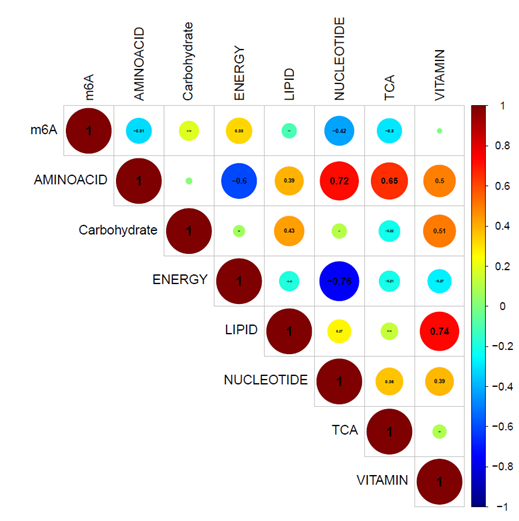 m6A AMINOACID Carbohydrate ENERGY LIPID NUCLEOTIDE TCA VITAMIN
m6A 1 -0.42
AMINOACID 1 -0.6 0.39 0.72 0.65 0.5
Carbohydrate 1 0.43 0.51
ENERGY 1 -0.76
LIPID 1 0.74
NUCLEOTIDE 1 0.39
TCA 1
VITAMIN 1
1
0.8
0.6
0.4
0.2
0
-0.2
-0.4
-0.6
-0.8
-1